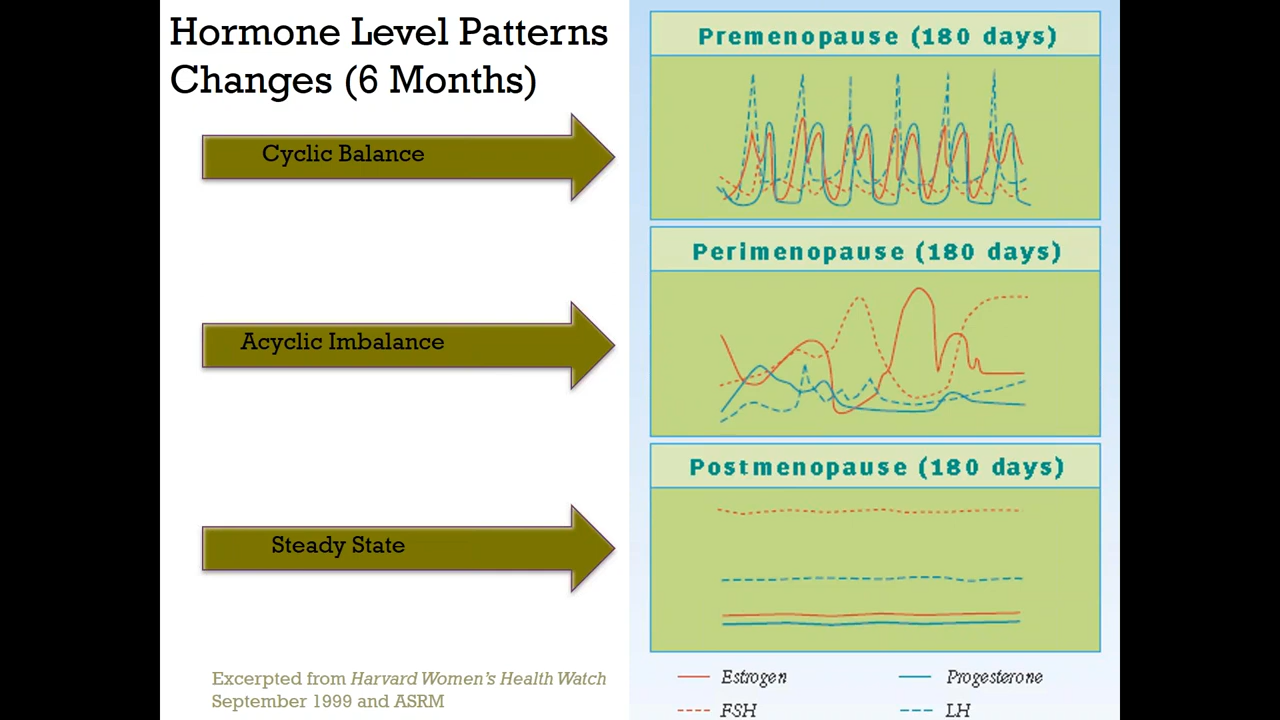 Hormone Level Patterns
Changes (6 Months)
Cyclic Balance
Acyclic Imbalance
Steady State
Excerpted from Harvard Women's Health Watch
September 1999 and ASRM
Premenopause (180 days)
Perimenopause (180 days)
Postmenopause (180 days)
Estrogen
Progesterone
FSH
LH